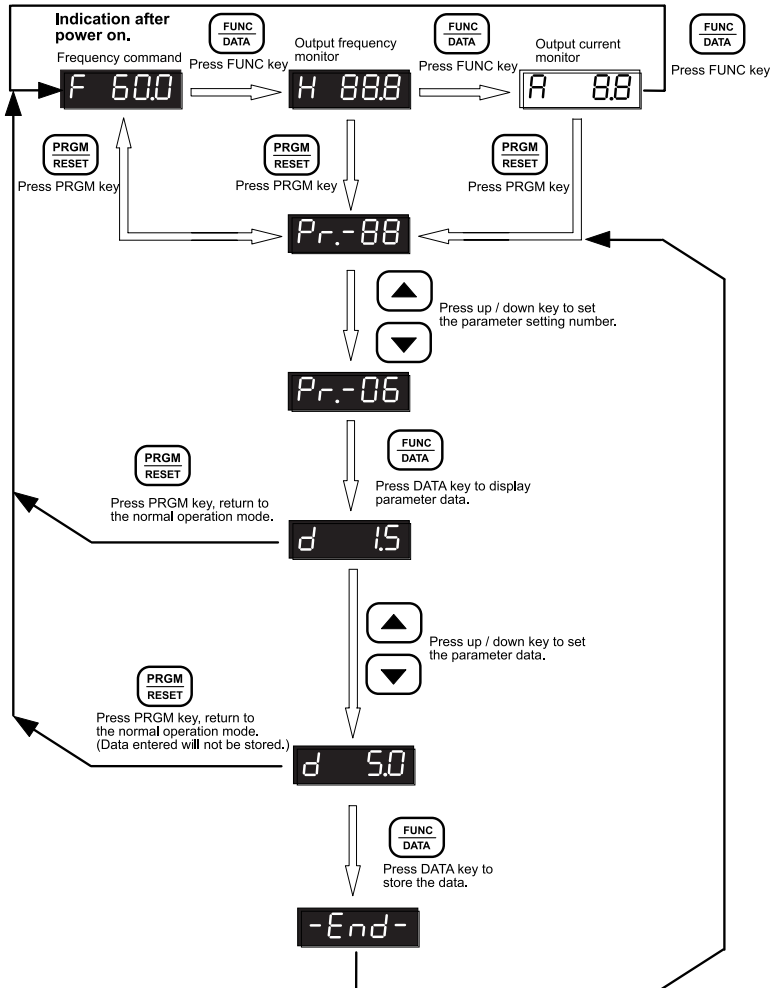 Indication after
power on.
Frequency command
F 60.0
FUNC
DATA
Press FUNC key
Output frequency
monitor
H 88.8
FUNC
DATA
Press FUNC key
Output current
monitor
A 8.8
FUNC
DATA
Press FUNC key
PRGM
RESET
Press PRGM key
PRGM
RESET
Press PRGM key
PRGM
RESET
Press PRGM key
Pr.-88
Press up / down key to set
the parameter setting number.
Pr.-06
PRGM
RESET
Press PRGM key, return to
the normal operation mode.
FUNC
DATA
Press DATA key to display
parameter data.
d 1.5
Press up / down key to set
the parameter data.
PRGM
RESET
Press PRGM key, return to
the normal operation mode.
(Data entered will not be stored.)
d 5.0
FUNC
DATA
Press DATA key to
store the data.
-End-